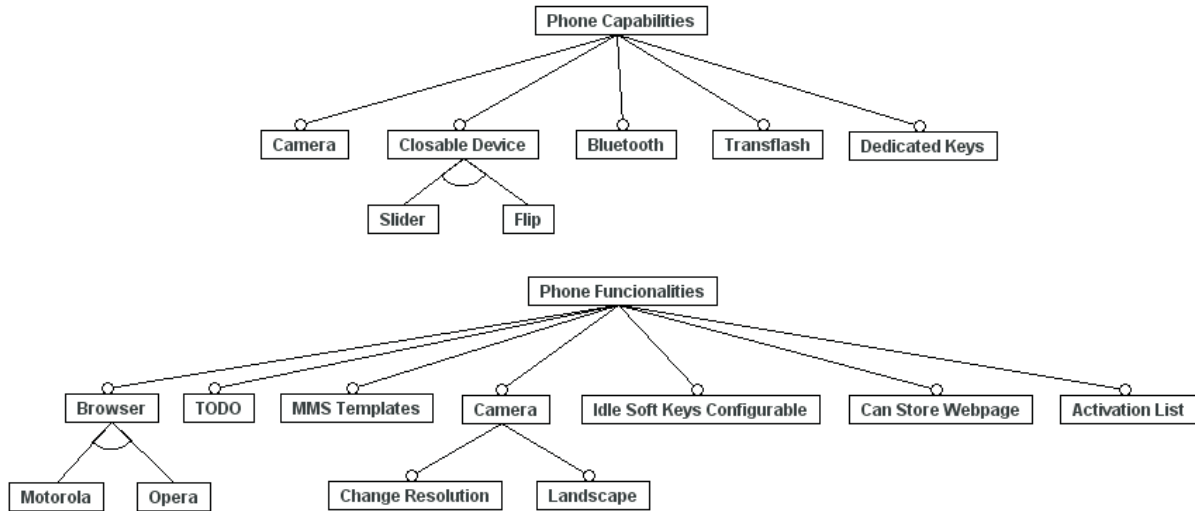 Phone Capabilities
Camera
Closable Device
Bluetooth
Transflash
Dedicated Keys
Slider
Flip
Phone Funcionalities
Browser
TODO
MMS Templates
Camera
Idle Soft Keys Configurable
Can Store Webpage
Activation List
Motorola
Opera
Change Resolution
Landscape